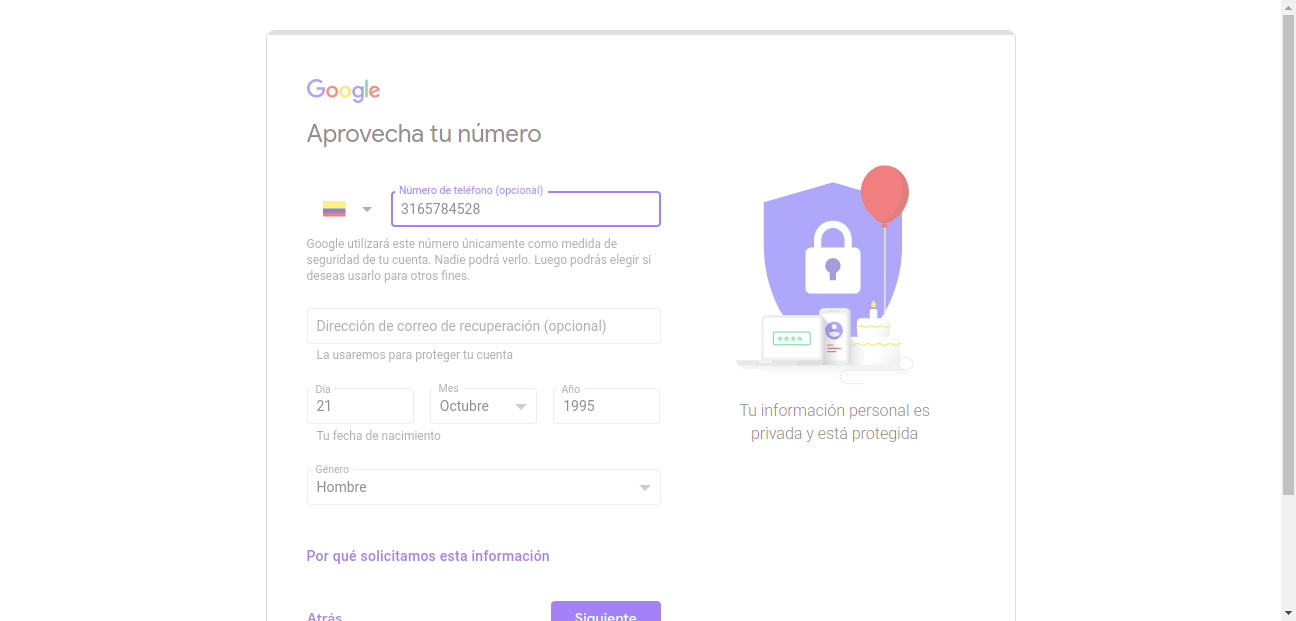 Google
Aprovecha tu número
Número de teléfono (opcional)
3165784528
Google utilizará este número únicamente como medida de
seguridad de tu cuenta. Nadie podrá verlo. Luego podrás elegir si
deseas usarlo para otros fines.
Dirección de correo de recuperación (opcional)
La usaremos para proteger tu cuenta
Día Mes Año
21 Octubre 1995
Tu fecha de nacimiento
Género
Hombre
Por qué solicitamos esta información
Atrás Siguiente
****
Tu información personal es
privada y está protegida